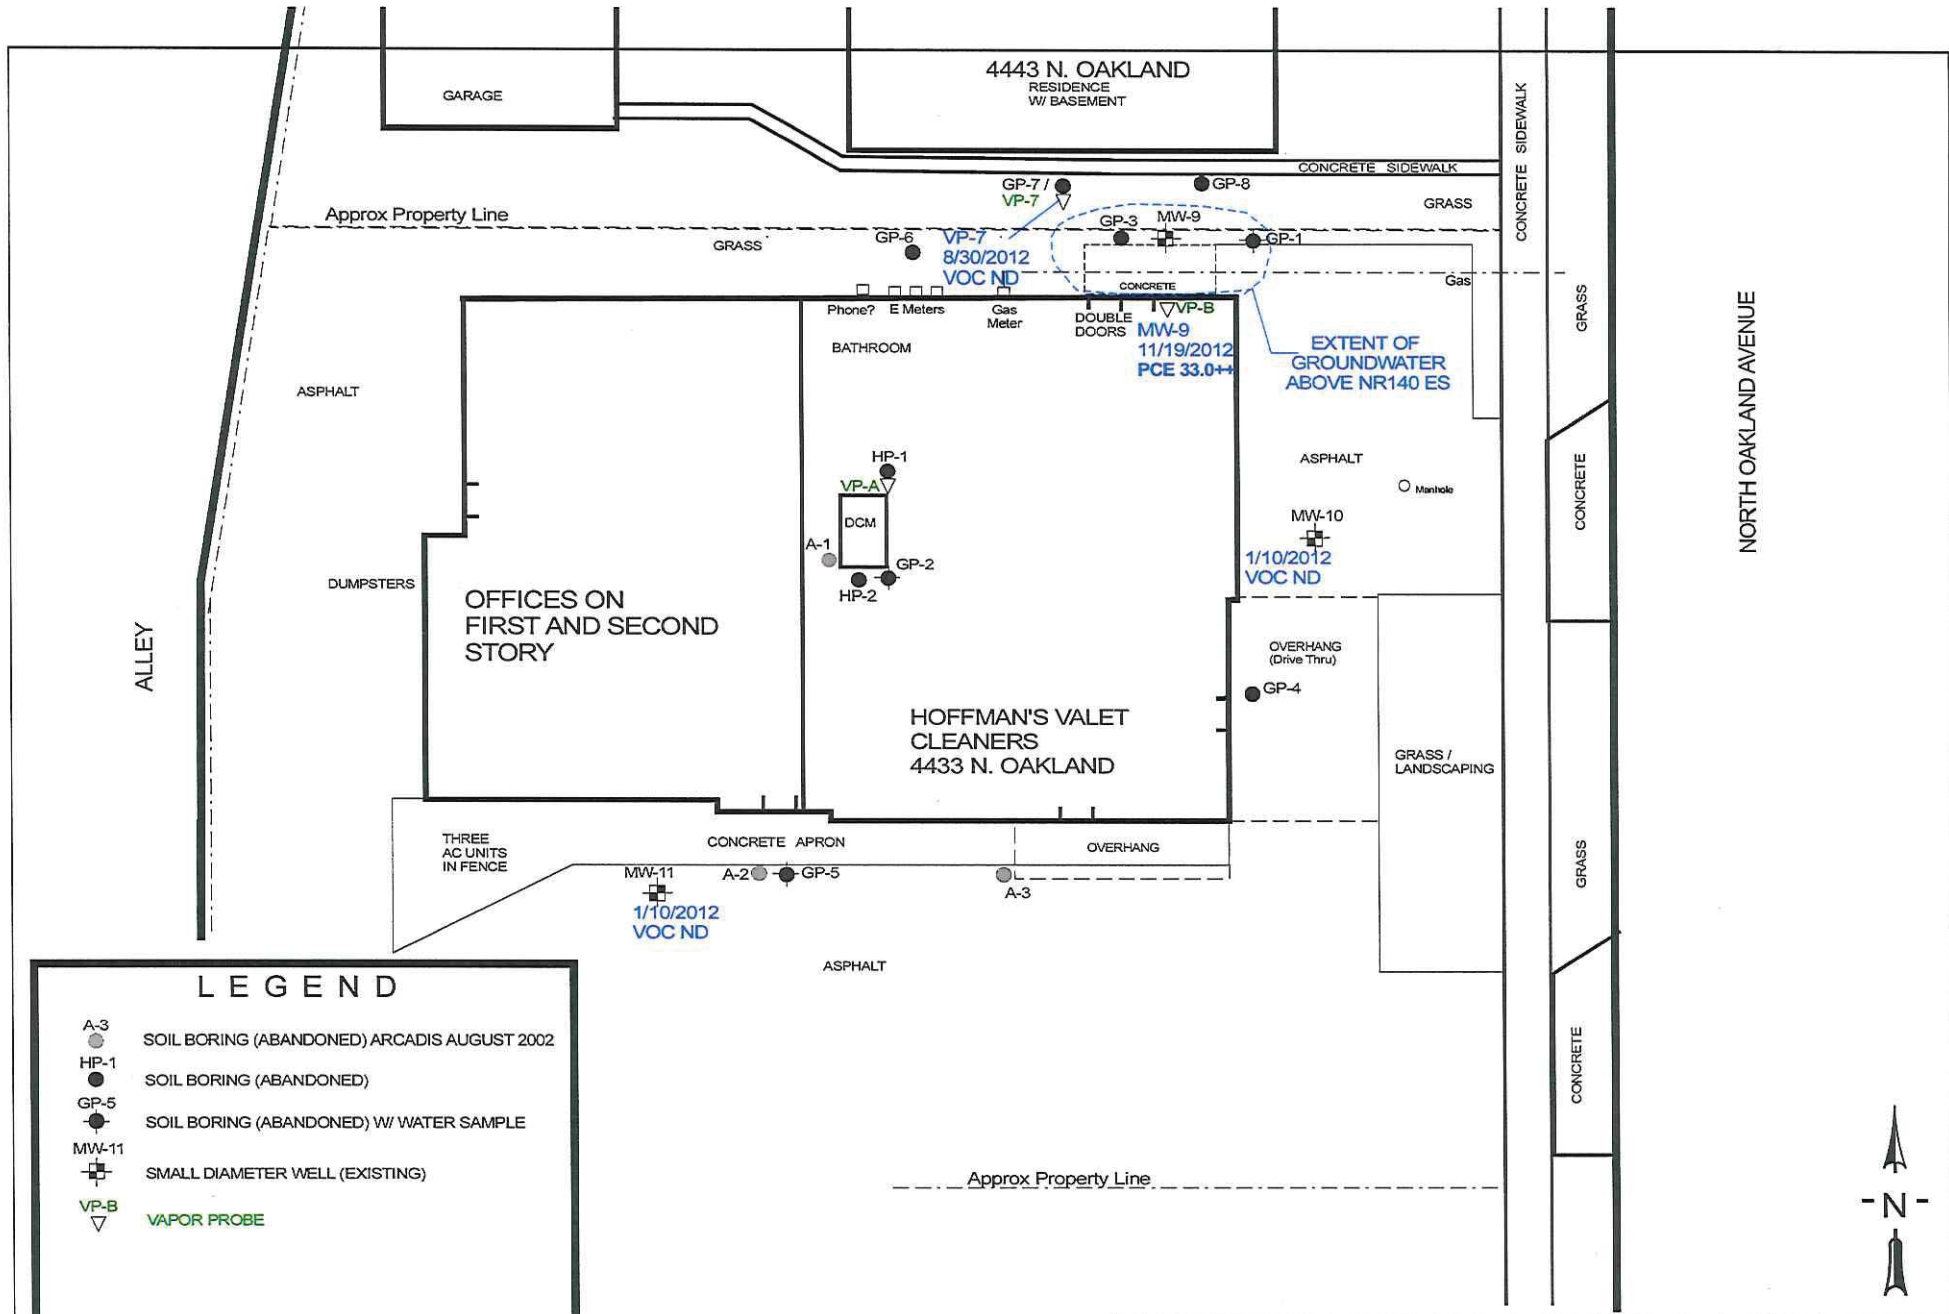 4443 N. OAKLAND
RESIDENCE
W/ BASEMENT
GARAGE
CONCRETE SIDEWALK
CONCRETE SIDEWALK
GP-7 /
VP-7
GP-8
GRASS
Approx Property Line
GRASS
GP-6
VP-7
8/30/2012
VOC ND
GP-3
MW-9
GP-1
Gas
CONCRETE
GRASS
Phone?
E Meters
Gas
Meter
DOUBLE
DOORS
VP-B
MW-9
11/19/2012
PCE 33.0++
EXTENT OF
GROUNDWATER
ABOVE NR140 ES
BATHROOM
ASPHALT
NORTH OAKLAND AVENUE
HP-1
VP-A
DCM
A-1
GP-2
HP-2
ASPHALT
Manhole
CONCRETE
MW-10
1/10/2012
VOC ND
DUMPSTERS
OFFICES ON
FIRST AND SECOND
STORY
ALLEY
OVERHANG
(Drive Thru)
GP-4
HOFFMAN'S VALET
CLEANERS
4433 N. OAKLAND
GRASS /
LANDSCAPING
THREE
AC UNITS
IN FENCE
CONCRETE APRON
OVERHANG
GRASS
MW-11
1/10/2012
VOC ND
A-2
GP-5
A-3
ASPHALT
CONCRETE
LEGEND
A-3
SOIL BORING (ABANDONED) ARCADIS AUGUST 2002
HP-1
SOIL BORING (ABANDONED)
GP-5
SOIL BORING (ABANDONED) W/ WATER SAMPLE
MW-11
SMALL DIAMETER WELL (EXISTING)
VP-B
VAPOR PROBE
Approx Property Line
-N-